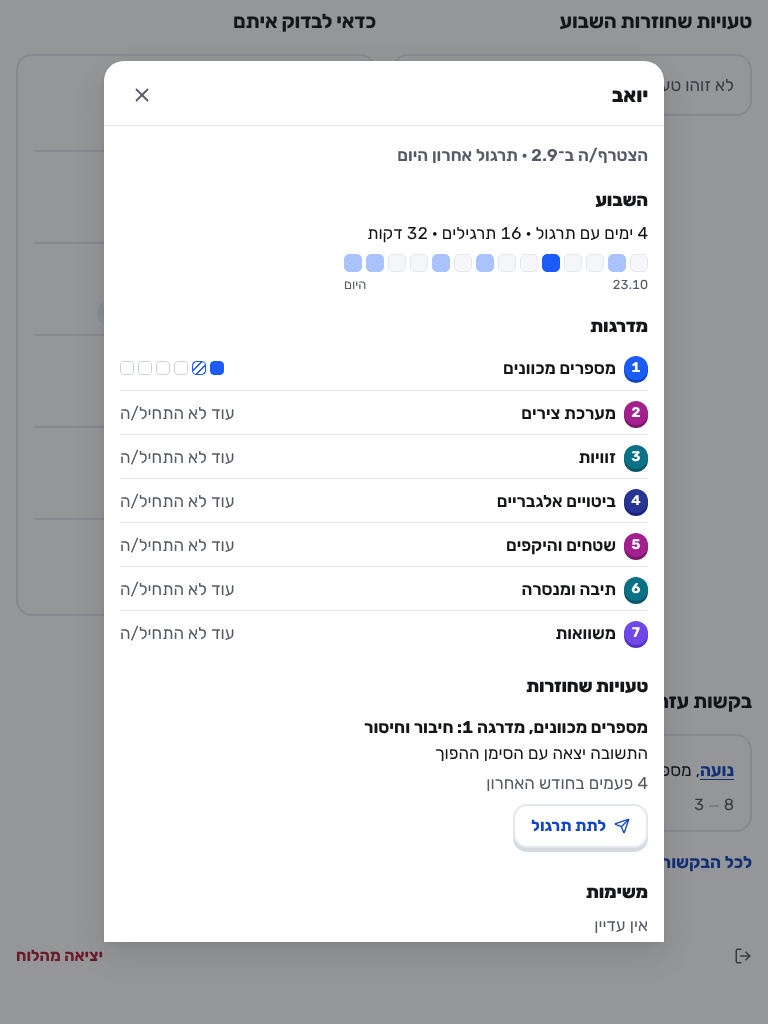 טעויות שחוזרות השבוע
כדאי לבדוק איתם
לא זוהו
יואב
הצטרף/ה ב־2.9 • תרגול אחרון היום
השבוע
4 ימים עם תרגול • 16 תרגילים • 32 דקות
23.10
היום
מדרגות
1 מספרים מכוונים
2 מערכת צירים
עוד לא התחיל/ה
3 זוויות
עוד לא התחיל/ה
4 ביטויים אלגבריים
עוד לא התחיל/ה
5 שטחים והיקפים
עוד לא התחיל/ה
6 תיבה ומנסרה
עוד לא התחיל/ה
7 משוואות
עוד לא התחיל/ה
טעויות שחוזרות
מספרים מכוונים, מדרגה 1: חיבור וחיסור
התשובה יצאה עם הסימן ההפוך
4 פעמים בחודש האחרון
לתת תרגול
משימות
אין עדיין
בקשות
נועה,
8 – 3
לכל הבקשות
יציאה מהלוח